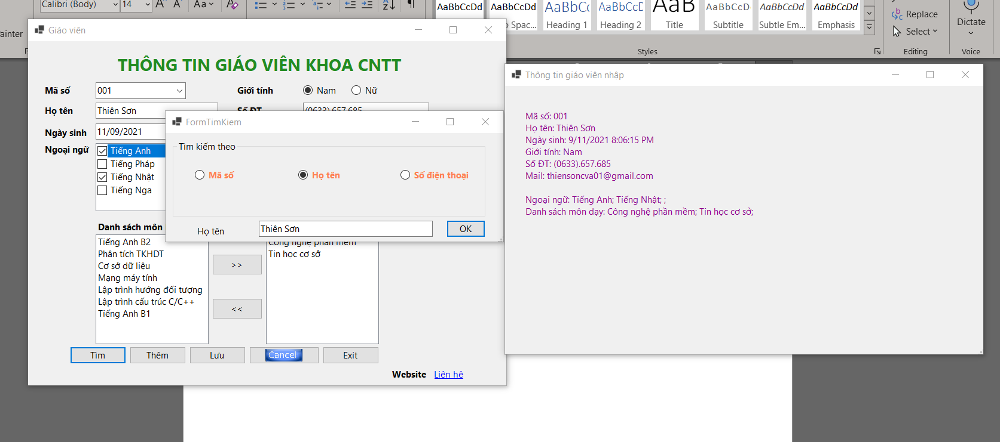 Calibri (Body)
14
Aa
AaBbCcDd
AaBbCcDd
AaBbC
AaBbCcD
AaB
AaBbCcD
AaBbCcDd
AaBbCcDd
Spac...
Heading 1
Heading 2
Title
Subtitle
Subtle Em...
Emphasis
Replace
Select
Dictate
Styles
Editing
Voice
Giáo viên
THÔNG TIN GIÁO VIÊN KHOA CNTT
Mã số
001
Giới tính
Nam
Nữ
Họ tên
Thiên Sơn
Số ĐT
(0633).657.685
Ngày sinh
11/09/2021
Ngoại ngữ
Tiếng Anh
Tiếng Pháp
Tiếng Nhật
Tiếng Nga
Danh sách môn
Tiếng Anh B2
Phân tích TKHDT
Cơ sở dữ liệu
Mạng máy tính
Lập trình hướng đối tượng
Lập trình cấu trúc C/C++
Tiếng Anh B1
>>
<<
Công nghệ phần mềm
Tin học cơ sở
Tìm
Thêm
Lưu
Cancel
Exit
Website
Liên hệ
FormTimKiem
Tìm kiếm theo
Mã số
Họ tên
Số điện thoại
Họ tên
Thiên Sơn
OK
Thông tin giáo viên nhập
Mã số: 001
Họ tên: Thiên Sơn
Ngày sinh: 9/11/2021 8:06:15 PM
Giới tính: Nam
Số ĐT: (0633).657.685
Mail: thiensoncva01@gmail.com
Ngoại ngữ: Tiếng Anh; Tiếng Nhật; ;
Danh sách môn dạy: Công nghệ phần mềm; Tin học cơ sở;